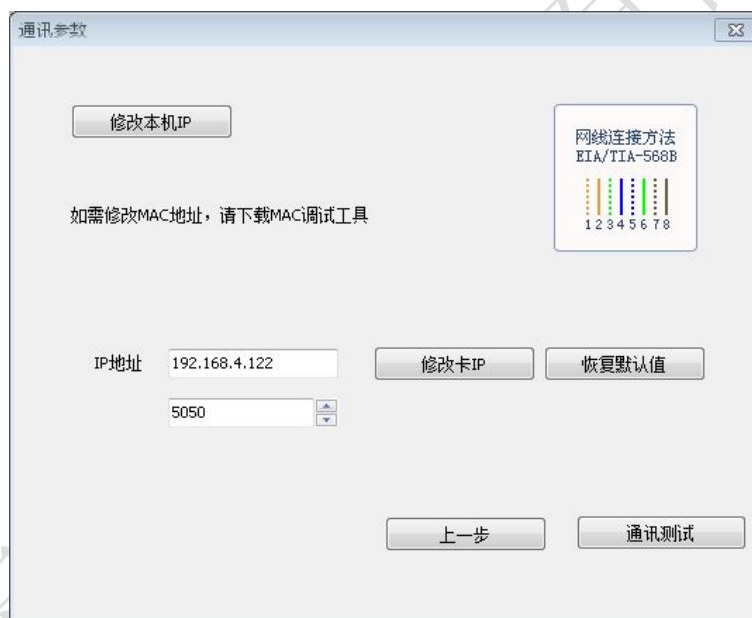 通讯参数
修改本机IP
网线连接方法
EIA/TIA-568B
12345678
如需修改MAC地址，请下载MAC调试工具
IP地址 192.168.4.122 修改卡IP 恢复默认值
5050
上一步 通讯测试